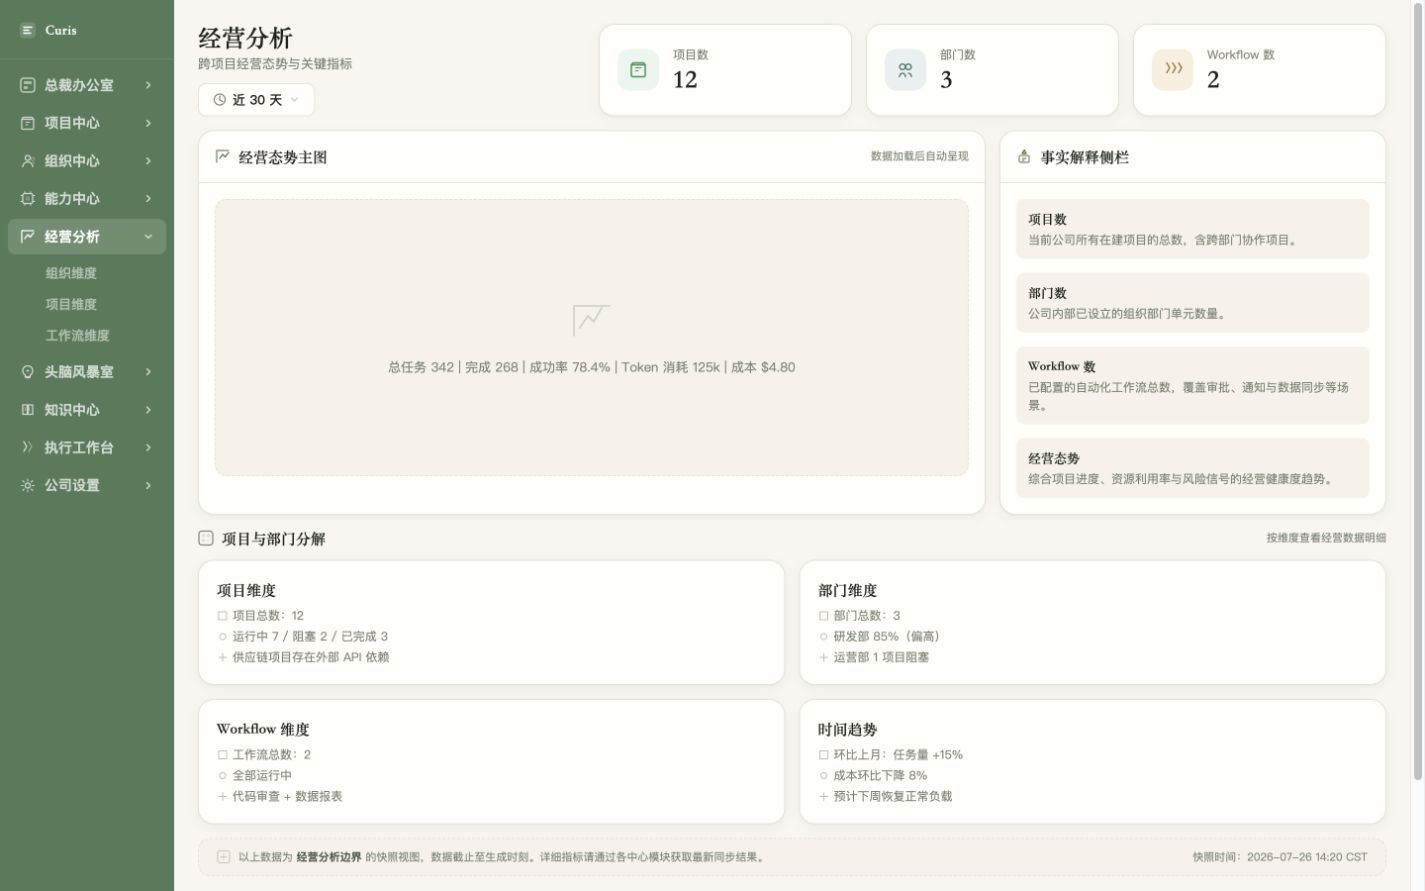 Curis
总裁办公室
项目中心
组织中心
能力中心
经营分析
组织维度
项目维度
工作流维度
头脑风暴室
知识中心
执行工作台
公司设置
经营分析
跨项目经营态势与关键指标
近 30 天
项目数
12
部门数
3
Workflow 数
2
经营态势主图
数据加载后自动呈现
总任务 342 | 完成 268 | 成功率 78.4% | Token 消耗 125k | 成本 $4.80
事实解释侧栏
项目数
当前公司所有在建项目的总数，含跨部门协作项目。
部门数
公司内部已设立的组织部门单元数量。
Workflow 数
已配置的自动化工作流总数，覆盖审批、通知与数据同步等场
景。
经营态势
综合项目进度、资源利用率与风险信号的经营健康度趋势。
项目与部门分解
按维度查看经营数据明细
项目维度
项目总数：12
运行中 7 / 阻塞 2 / 已完成 3
供应链项目存在外部 API 依赖
部门维度
部门总数：3
研发部 85%（偏高）
运营部 1 项目阻塞
Workflow 维度
工作流总数：2
全部运行中
代码审查 + 数据报表
时间趋势
环比上月：任务量 +15%
成本环比下降 8%
预计下周恢复正常负载
以上数据为 经营分析边界 的快照视图，数据截止至生成时刻。详细指标请通过各中心模块获取最新同步结果。
快照时间：2026-07-26 14:20 CST